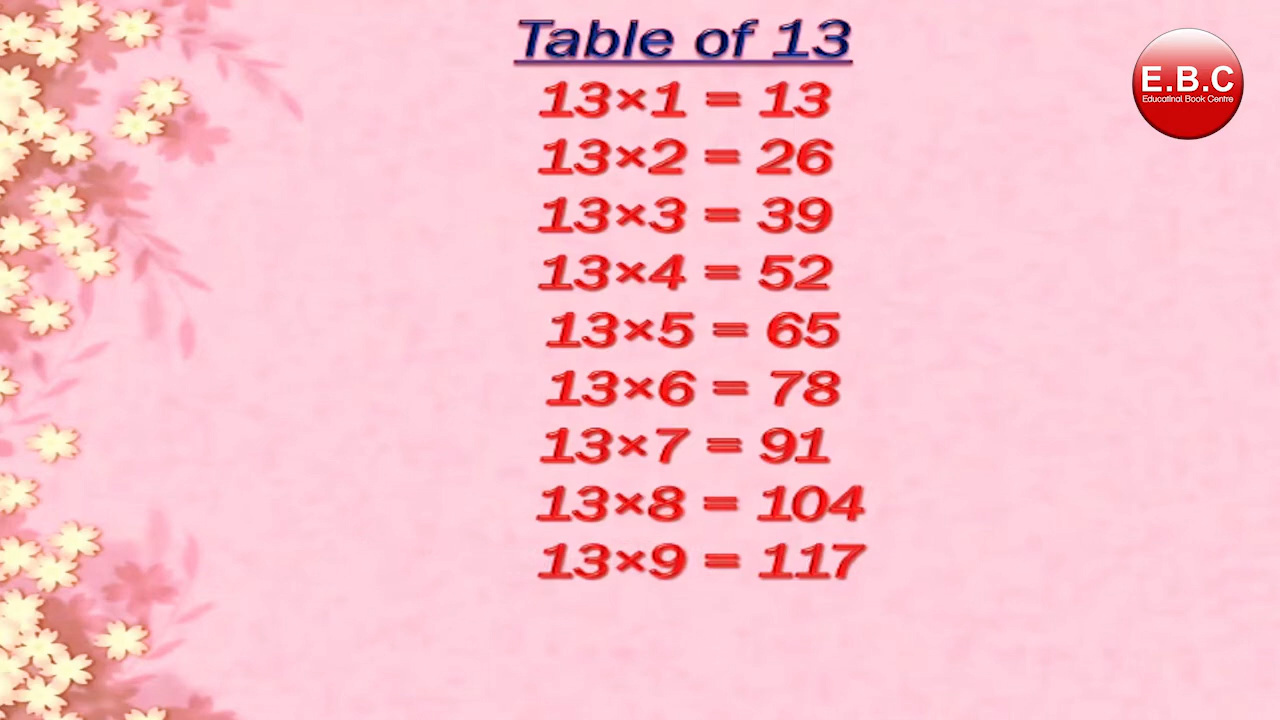 Table of 13
13×1 = 13
13×2 = 26
13×3 = 39
13×4 = 52
13×5 = 65
13×6 = 78
13×7 = 91
13×8 = 104
13×9 = 117
E.B.C
Educatinal Book Centre